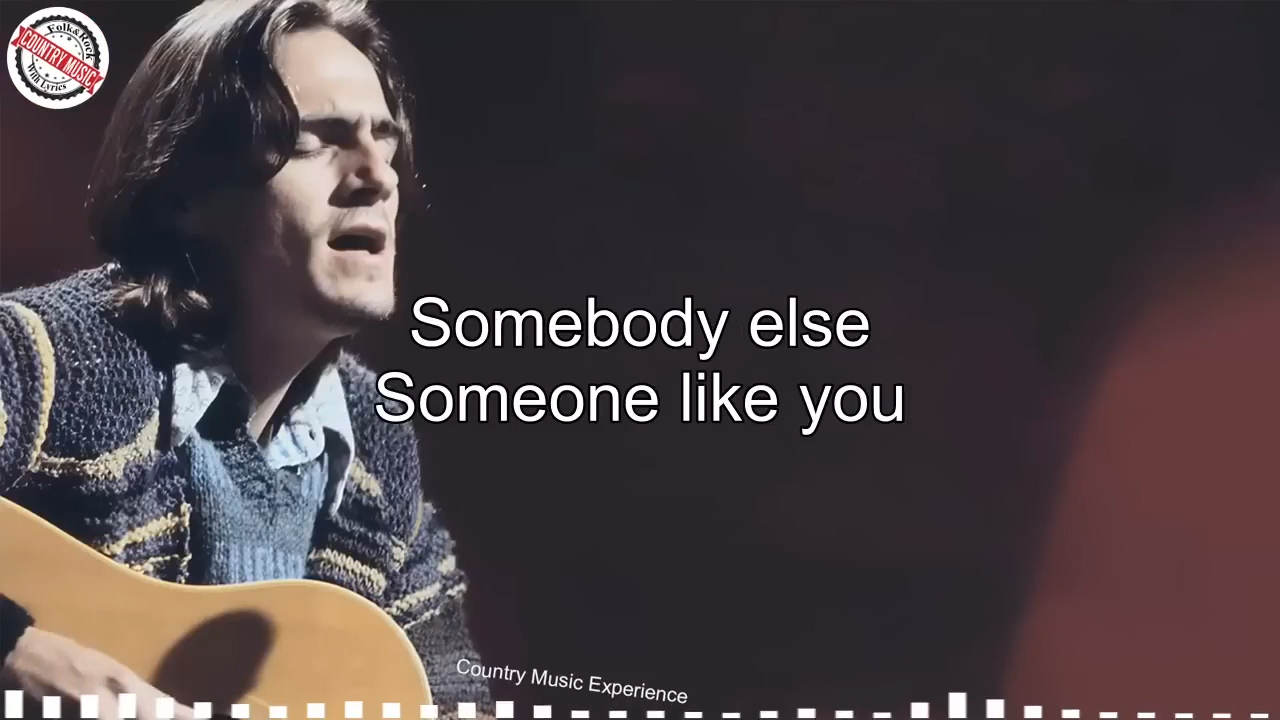 Folk&Rock
COUNTRY MUSIC
With Lyrics
Somebody else
Someone like you
Country Music Experience